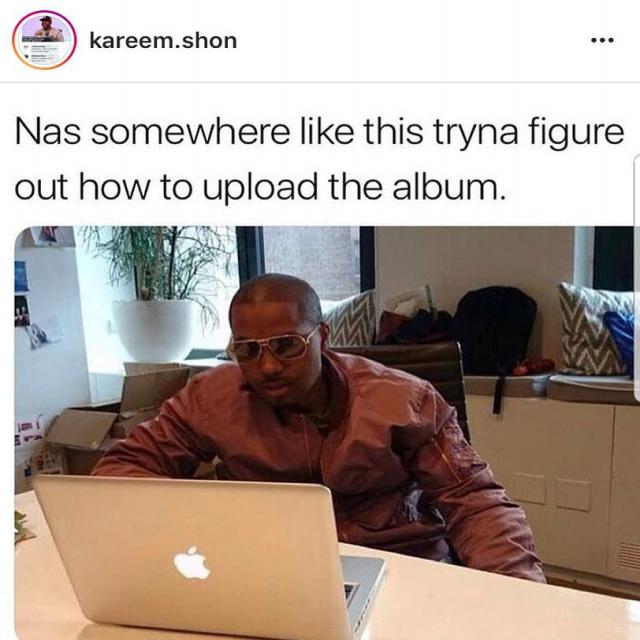 kareem.shon
Nas somewhere like this tryna figure
out how to upload the album.